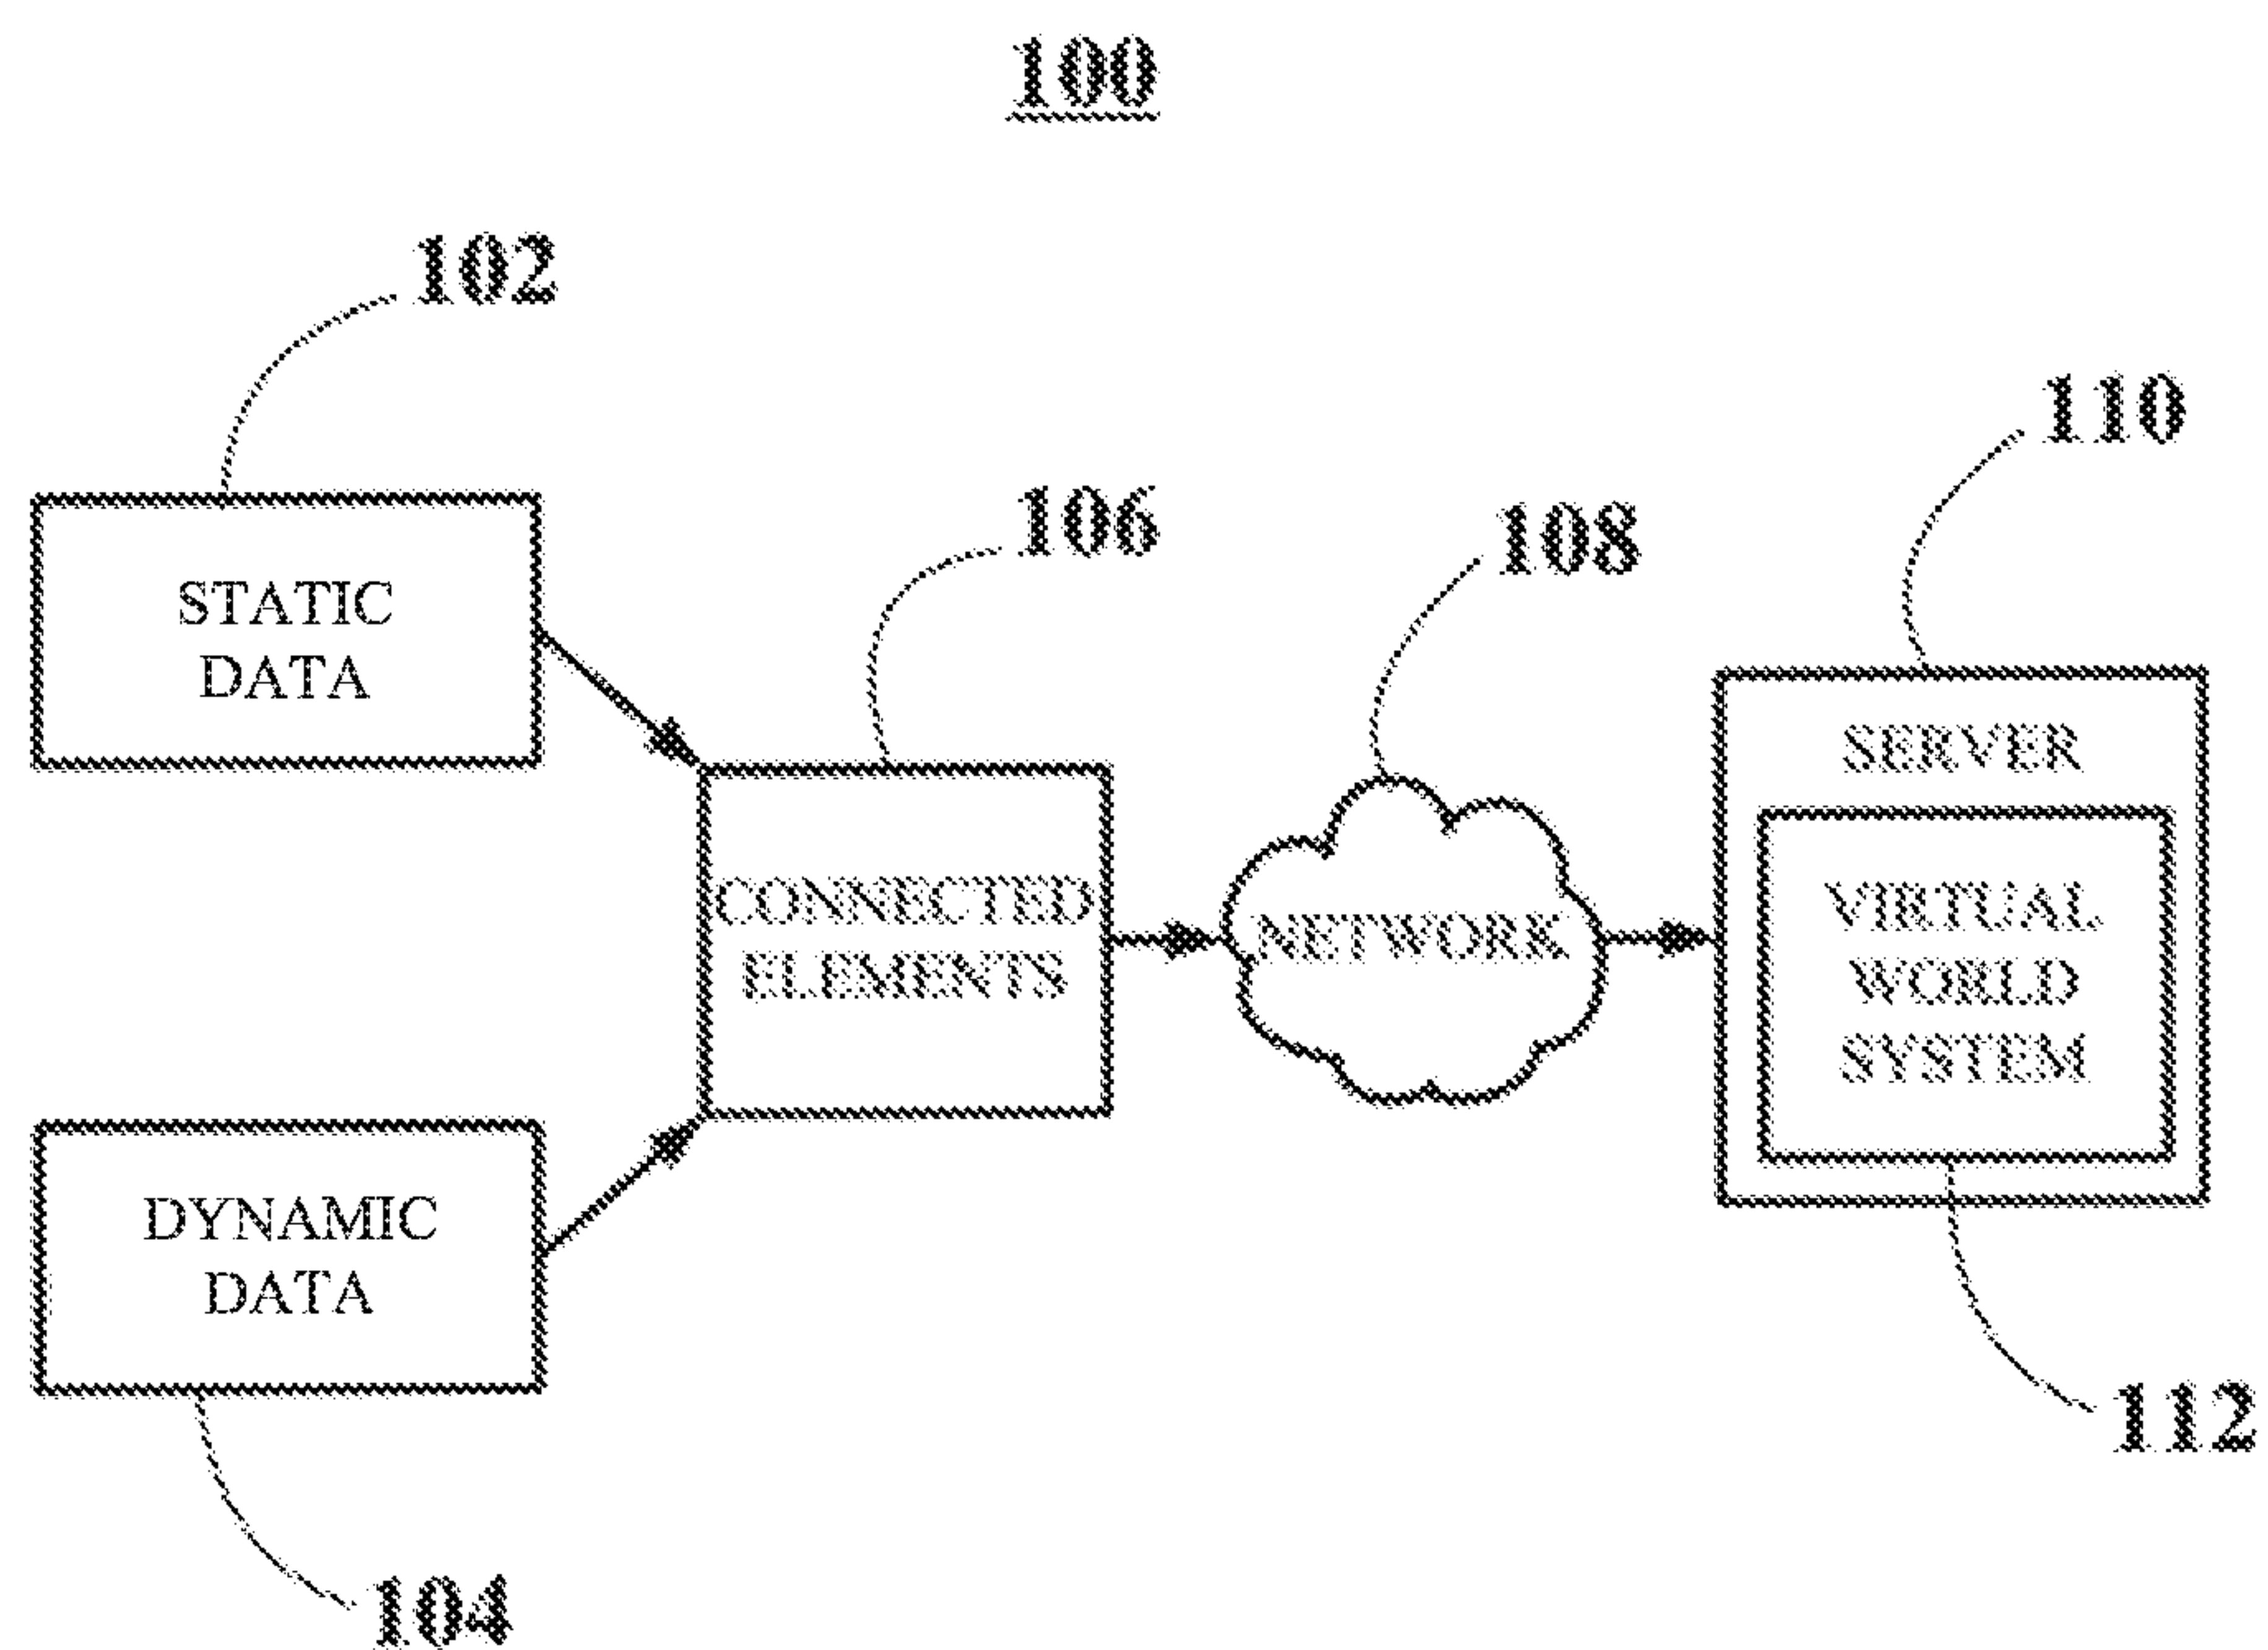 100
102
110
106
108
STATIC
DATA
SERVER
CONNECTED
ELEMENTS
NETWORK
VIRTUAL
WORLD
SYSTEM
DYNAMIC
DATA
112
104